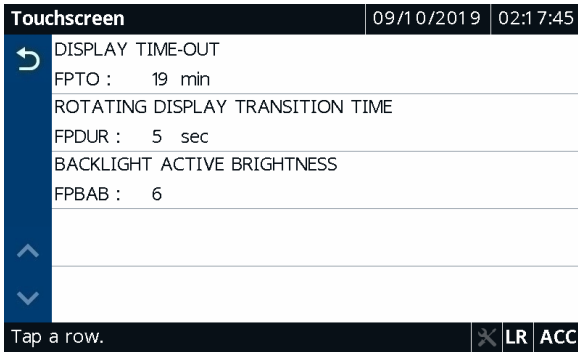 Touchscreen 09/10/2019 02:17:45
DISPLAY TIME-OUT
FPTO : 19 min
ROTATING DISPLAY TRANSITION TIME
FPDUR : 5 sec
BACKLIGHT ACTIVE BRIGHTNESS
FPBAB : 6
Tap a row. LR ACC